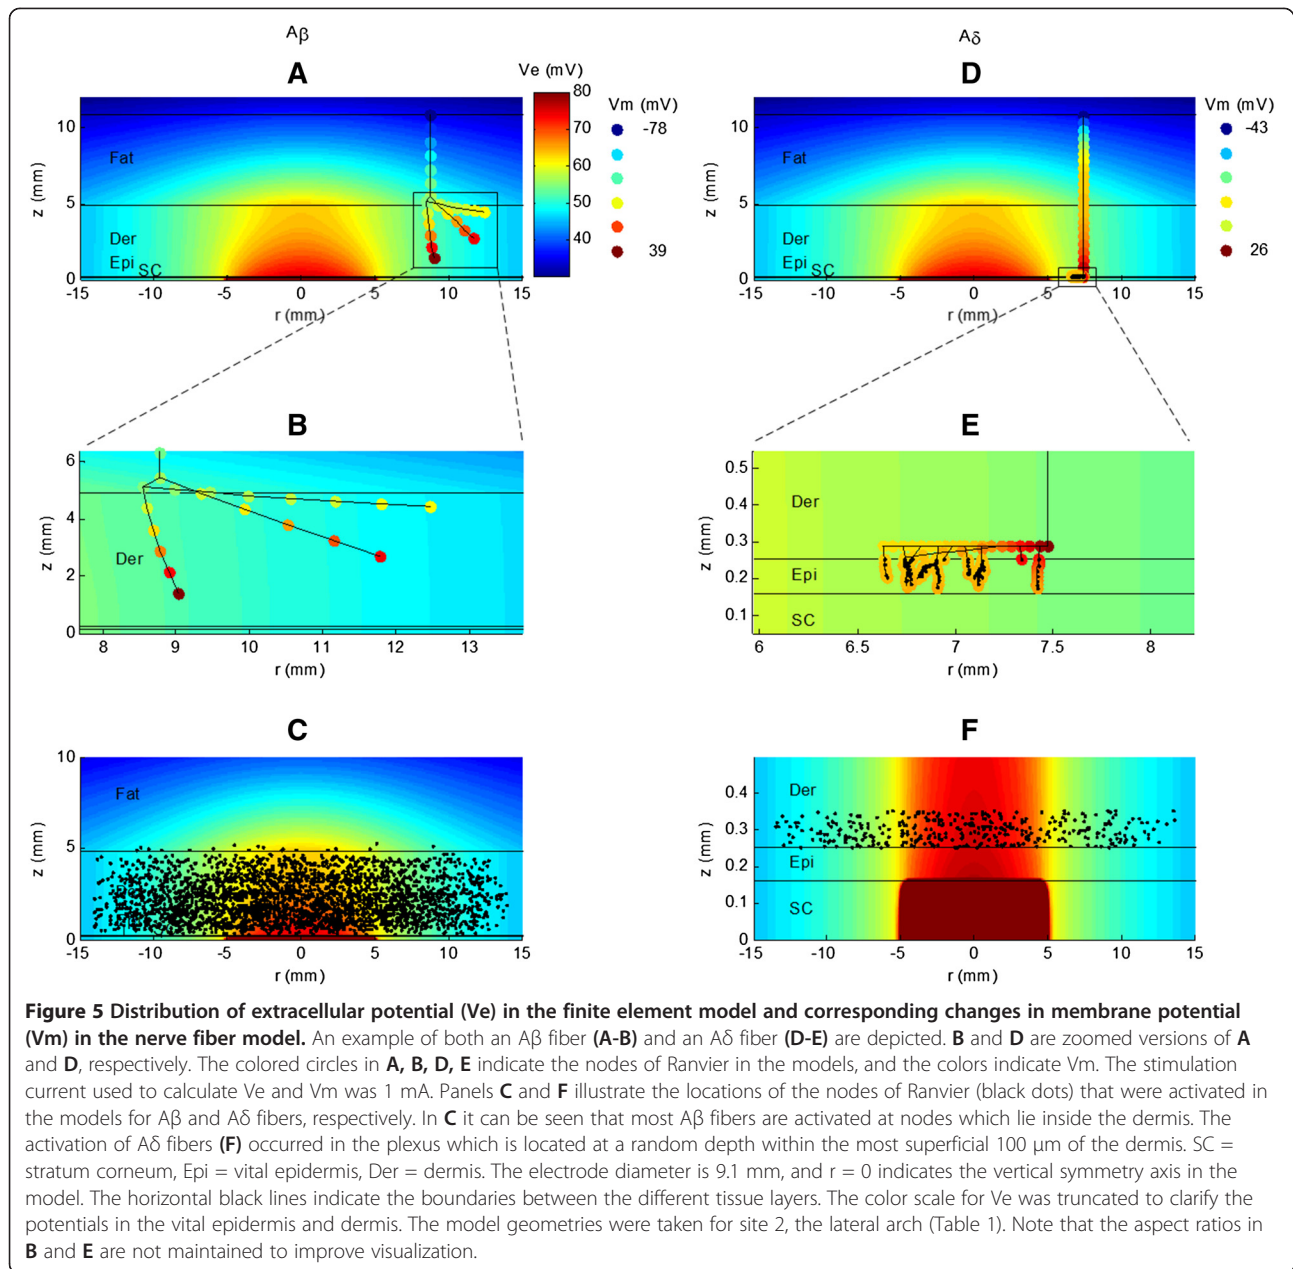 Aβ
Aδ
A
D
Ve (mV)
80
70
60
50
40
Vm (mV)
-78
39
Vm (mV)
-43
26
10
5
0
z (mm)
Fat
Der
Epi
SC
-15 -10 -5 0 5 10 15
r (mm)
10
5
0
z (mm)
Fat
Der
Epi
SC
-15 -10 -5 0 5 10 15
r (mm)
B
6
4
2
0
z (mm)
Der
8 9 10 11 12 13
r (mm)
E
0.5
0.4
0.3
0.2
0.1
z (mm)
Der
Epi
SC
6 6.5 7 7.5 8
r (mm)
C
10
5
0
z (mm)
Fat
-15 -10 -5 0 5 10 15
r (mm)
F
0.4
0.3
0.2
0.1
0
z (mm)
Der
Epi
SC
-15 -10 -5 0 5 10 15
r (mm)
Figure 5 Distribution of extracellular potential (Ve) in the finite element model and corresponding changes in membrane potential
(Vm) in the nerve fiber model. An example of both an Aβ fiber (A-B) and an Aδ fiber (D-E) are depicted. B and D are zoomed versions of A
and D, respectively. The colored circles in A, B, D, E indicate the nodes of Ranvier in the models, and the colors indicate Vm. The stimulation
current used to calculate Ve and Vm was 1 mA. Panels C and F illustrate the locations of the nodes of Ranvier (black dots) that were activated in
the models for Aβ and Aδ fibers, respectively. In C it can be seen that most Aβ fibers are activated at nodes which lie inside the dermis. The
activation of Aδ fibers (F) occurred in the plexus which is located at a random depth within the most superficial 100 μm of the dermis. SC =
stratum corneum, Epi = vital epidermis, Der = dermis. The electrode diameter is 9.1 mm, and r = 0 indicates the vertical symmetry axis in the
model. The horizontal black lines indicate the boundaries between the different tissue layers. The color scale for Ve was truncated to clarify the
potentials in the vital epidermis and dermis. The model geometries were taken for site 2, the lateral arch (Table 1). Note that the aspect ratios in
B and E are not maintained to improve visualization.